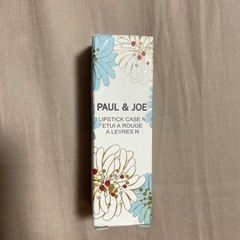 PAUL & JOE
LIPSTICK CASE N
ETUI A ROUGE
A LEVRES N